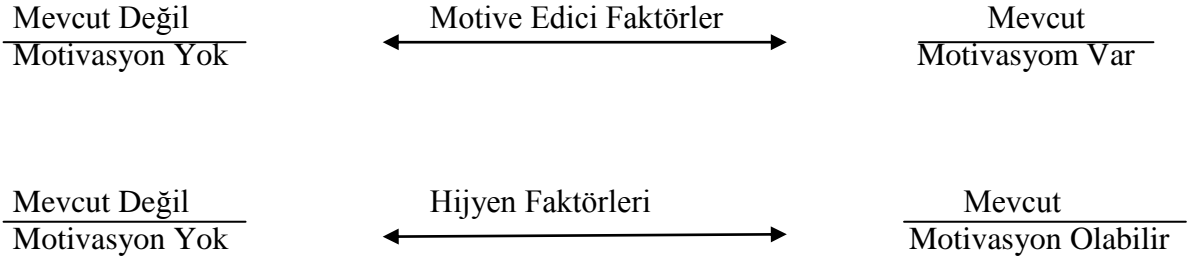 Mevcut Değil Motive Edici Faktörler Mevcut
Motivasyon Yok Motivasyom Var
Mevcut Değil Hijyen Faktörleri Mevcut
Motivasyon Yok Motivasyon Olabilir